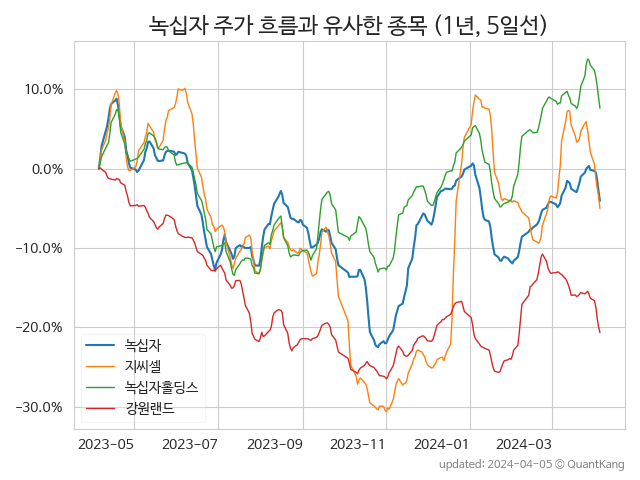 녹십자 주가 흐름과 유사한 종목 (1년, 5일선)
10.0%
0.0%
−10.0%
−20.0%
−30.0%
녹십자
지씨셀
녹십자홀딩스
강원랜드
2023-05 2023-07 2023-09 2023-11 2024-01 2024-03
updated: 2024-04-05 © QuantKang